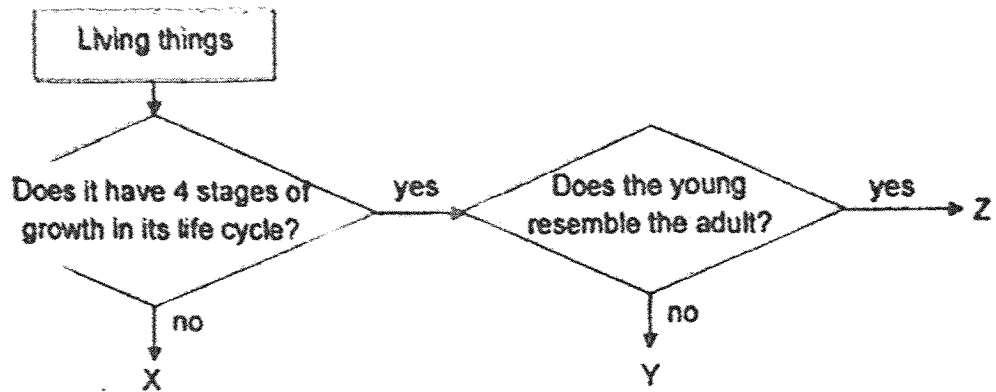 Living things
Does it have 4 stages of
growth in its life cycle?
yes
Does the young
resemble the adult?
yes
Z
no
X
no
Y